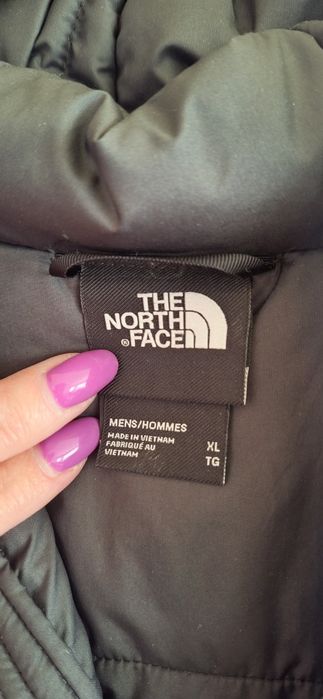 THE
NORTH
® FACE
MENS/HOMMES
MADE IN VIETNAM
FABRIQUÉ AU
VIETNAM
XL
TG